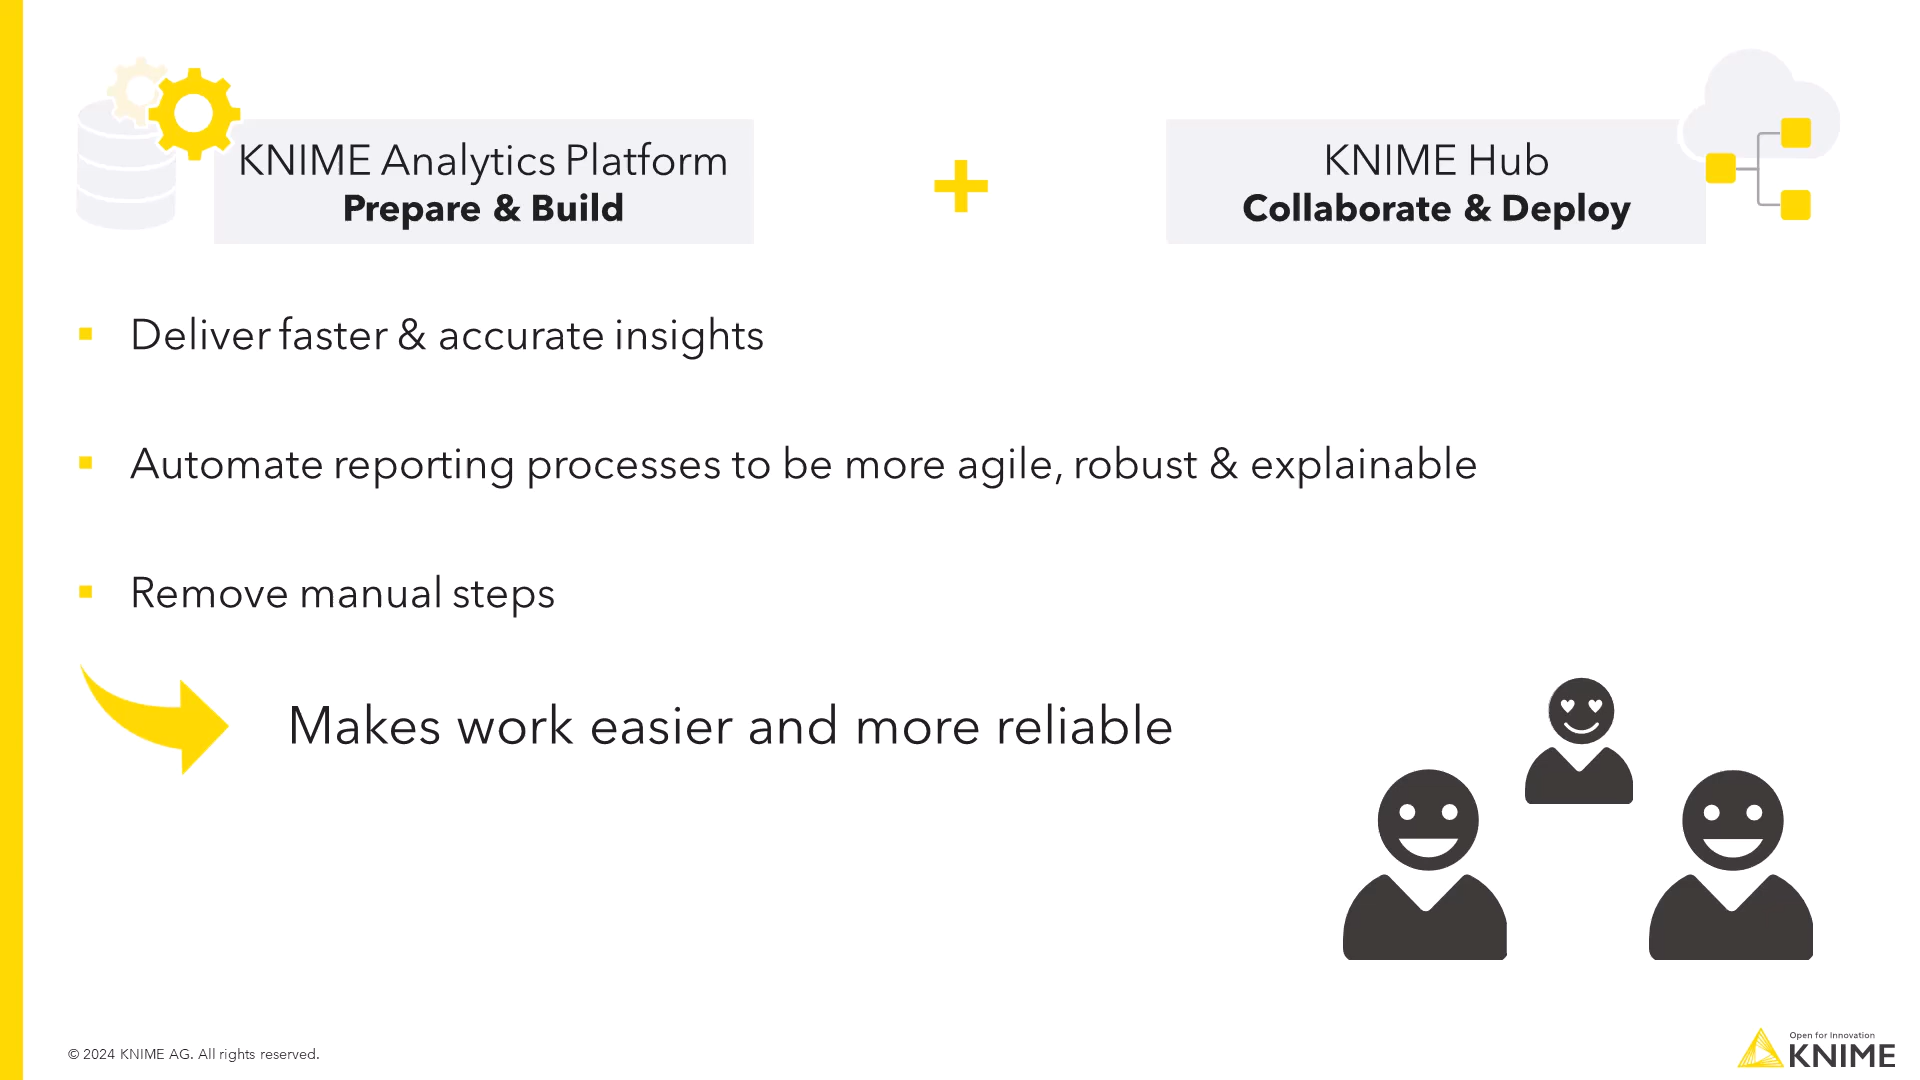 KNIME Analytics Platform
Prepare & Build
+
KNIME Hub
Collaborate & Deploy
Deliver faster & accurate insights
Automate reporting processes to be more agile, robust & explainable
Remove manual steps
Makes work easier and more reliable
© 2024 KNIME AG. All rights reserved.
Open for Innovation
KNIME